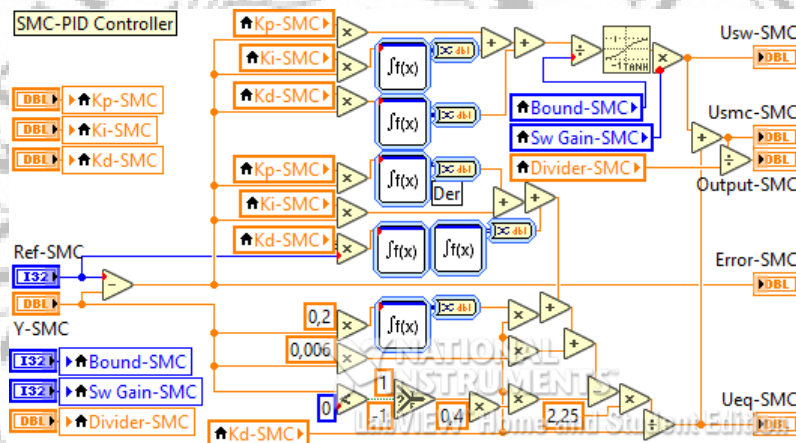 SMC-PID Controller
Kp-SMC
Usw-SMC
Ki-SMC
dbl
TANH
DBL
Kd-SMC
DBL Kp-SMC
dbl
Bound-SMC
Usmc-SMC
DBL Ki-SMC
Sw Gain-SMC
DBL
DBL Kd-SMC
Kp-SMC
dbl
Divider-SMC
DBL
Der
Output-SMC
Ki-SMC
Kd-SMC
dbl
Ref-SMC
∫f(x)
∫f(x)
∫f(x)
∫f(x) ∫f(x)
Error-SMC
I32
DBL
DBL
0,2
dbl
∫f(x)
Y-SMC
0,006
NATIONAL
INSTRUMENTS
I32 Bound-SMC
1
I32 Sw Gain-SMC
0
-1
0,4
2,25
Ueq-SMC
LabVIEW Home and Student Edition
DBL Divider-SMC
DBL
Kd-SMC